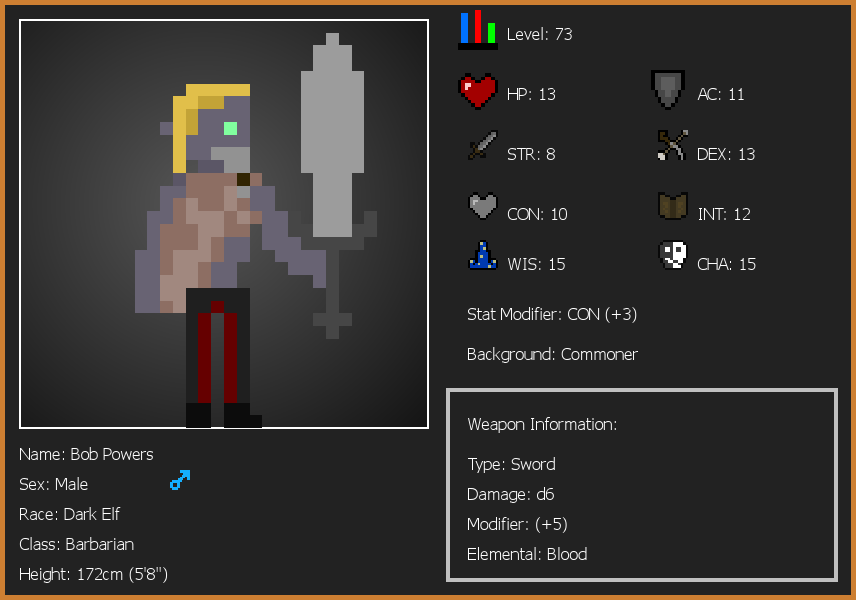 Level: 73
HP: 13
AC: 11
STR: 8
DEX: 13
CON: 10
INT: 12
WIS: 15
CHA: 15
Stat Modifier: CON (+3)
Background: Commoner
Weapon Information:
Type: Sword
Damage: d6
Modifier: (+5)
Elemental: Blood
Name: Bob Powers
Sex: Male
Race: Dark Elf
Class: Barbarian
Height: 172cm (5'8")